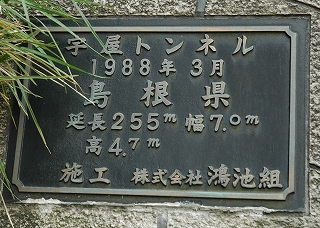 宇屋トンネル
1988年3月
島根県
延長255m 幅7.0m
高4.7m
施工 株式会社 鴻池組